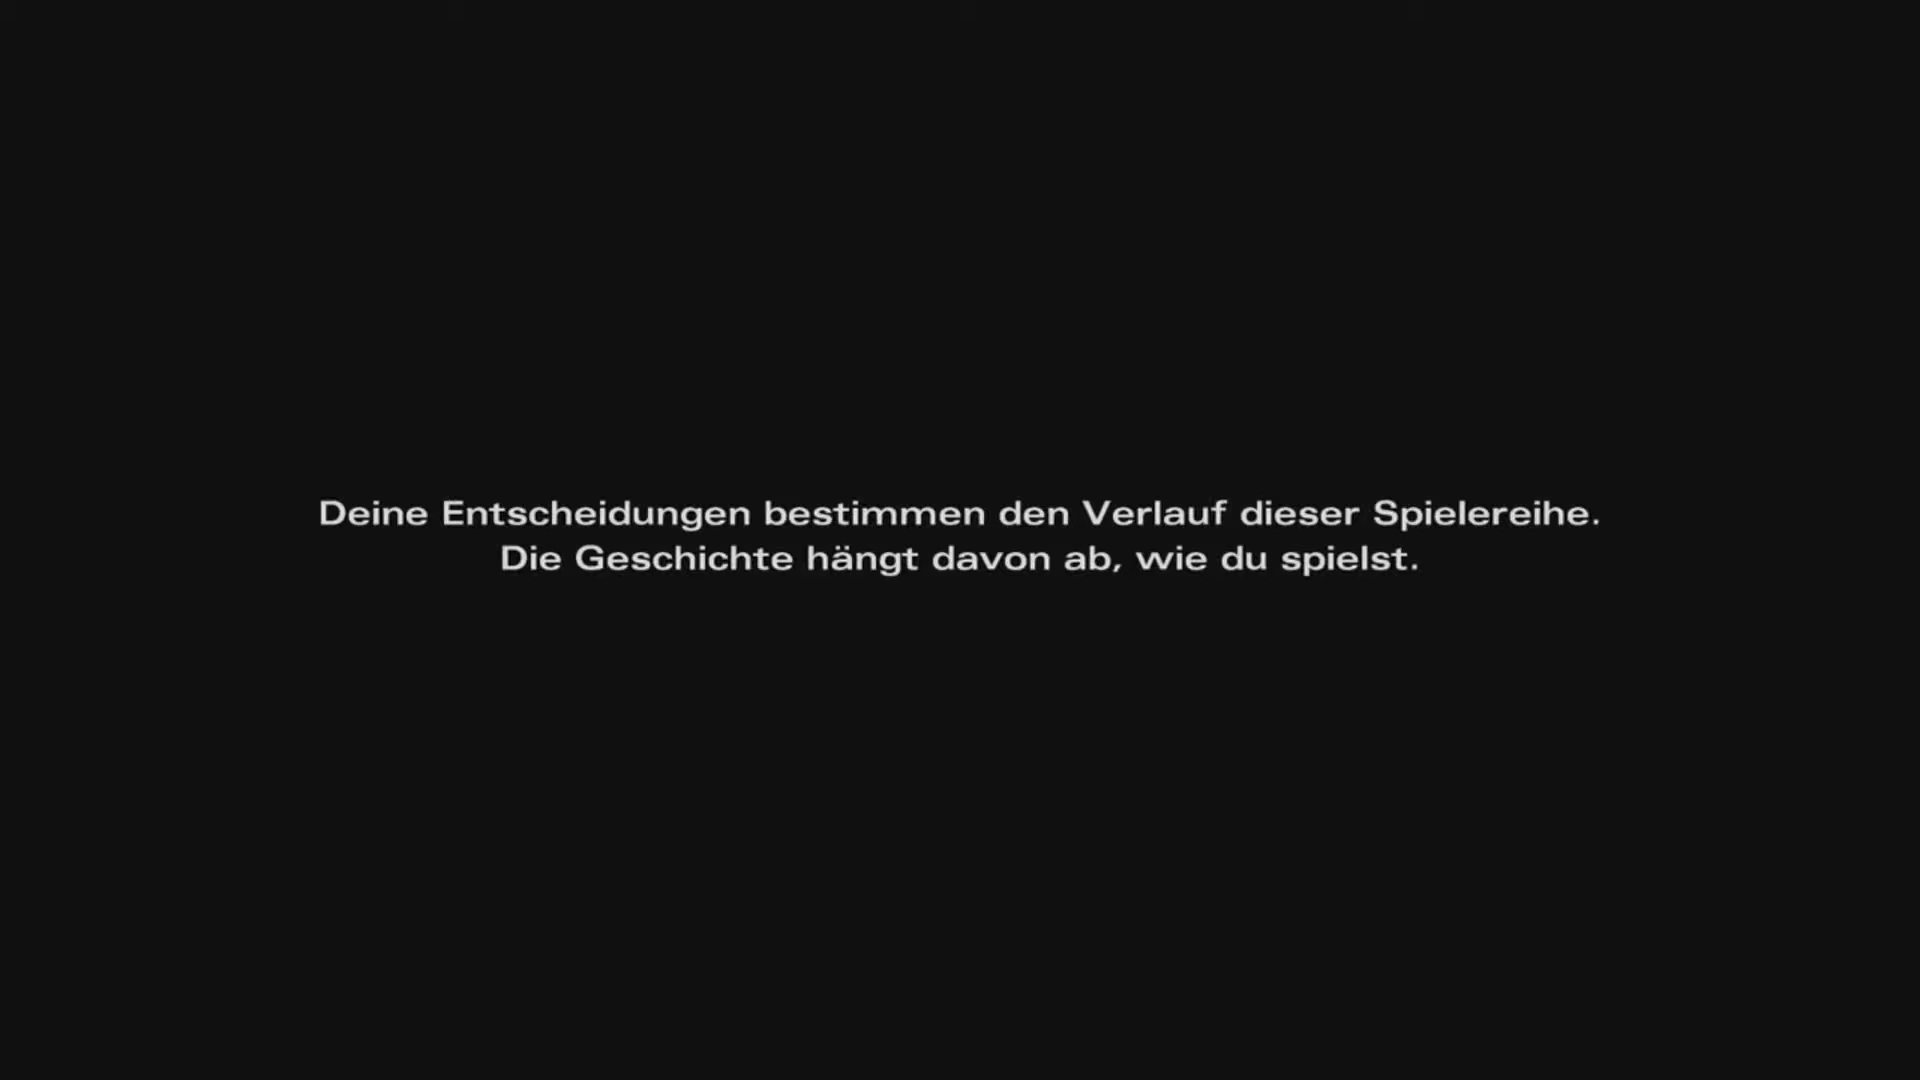 Deine Entscheidungen bestimmen den Verlauf dieser Spielereihe.
Die Geschichte hängt davon ab, wie du spielst.